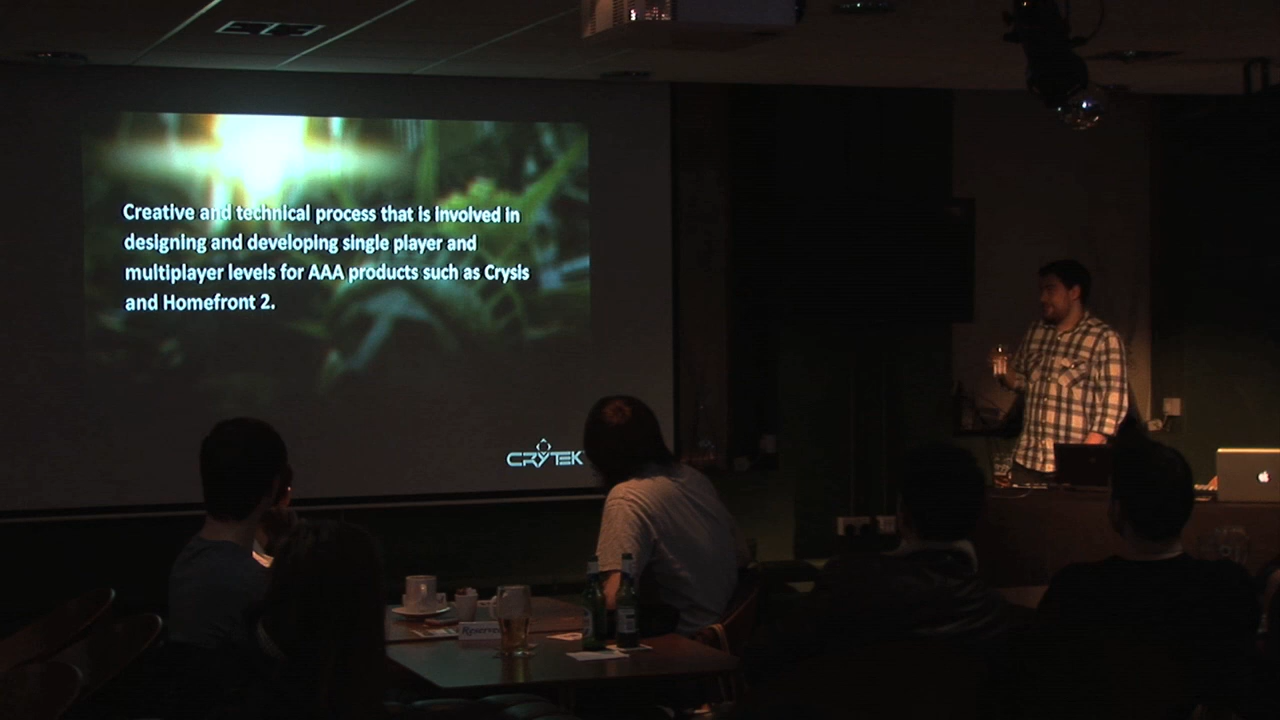 Creative and technical process that is involved in
designing and developing single player and
multiplayer levels for AAA products such as Crysis
and Homefront 2.
CRYTEK
Reserved